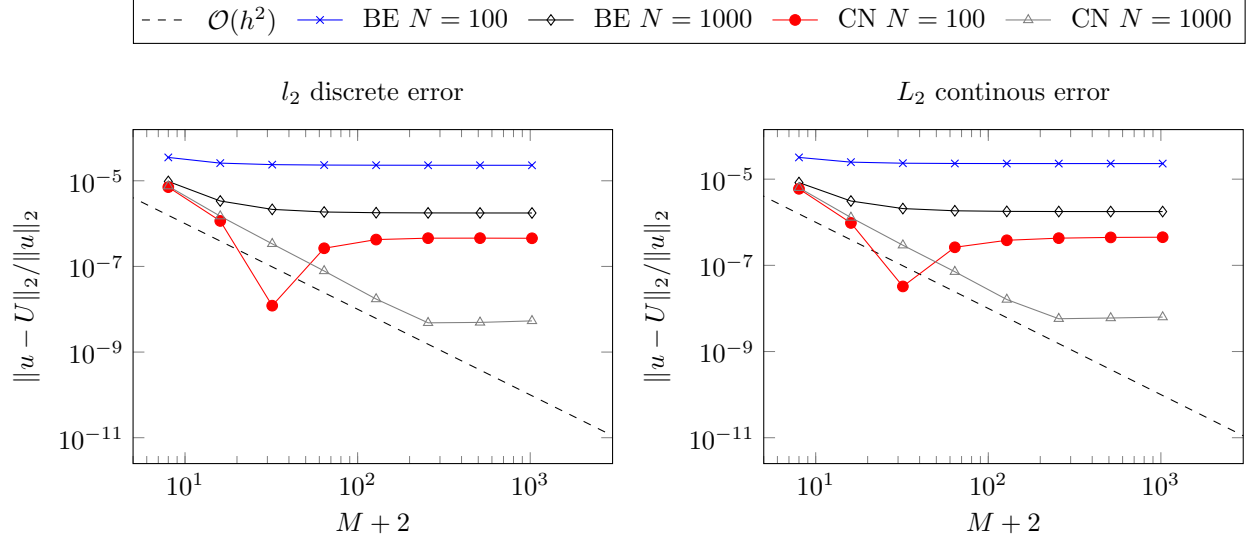 O(h²) BE N = 100 BE N = 1000 CN N = 100 CN N = 1000
l₂ discrete error
10⁻⁵
10⁻⁷
10⁻⁹
10⁻¹¹
‖u − U‖₂/‖u‖₂
10¹ 10² 10³
M + 2
L₂ continous error
10⁻⁵
10⁻⁷
10⁻⁹
10⁻¹¹
‖u − U‖₂/‖u‖₂
10¹ 10² 10³
M + 2